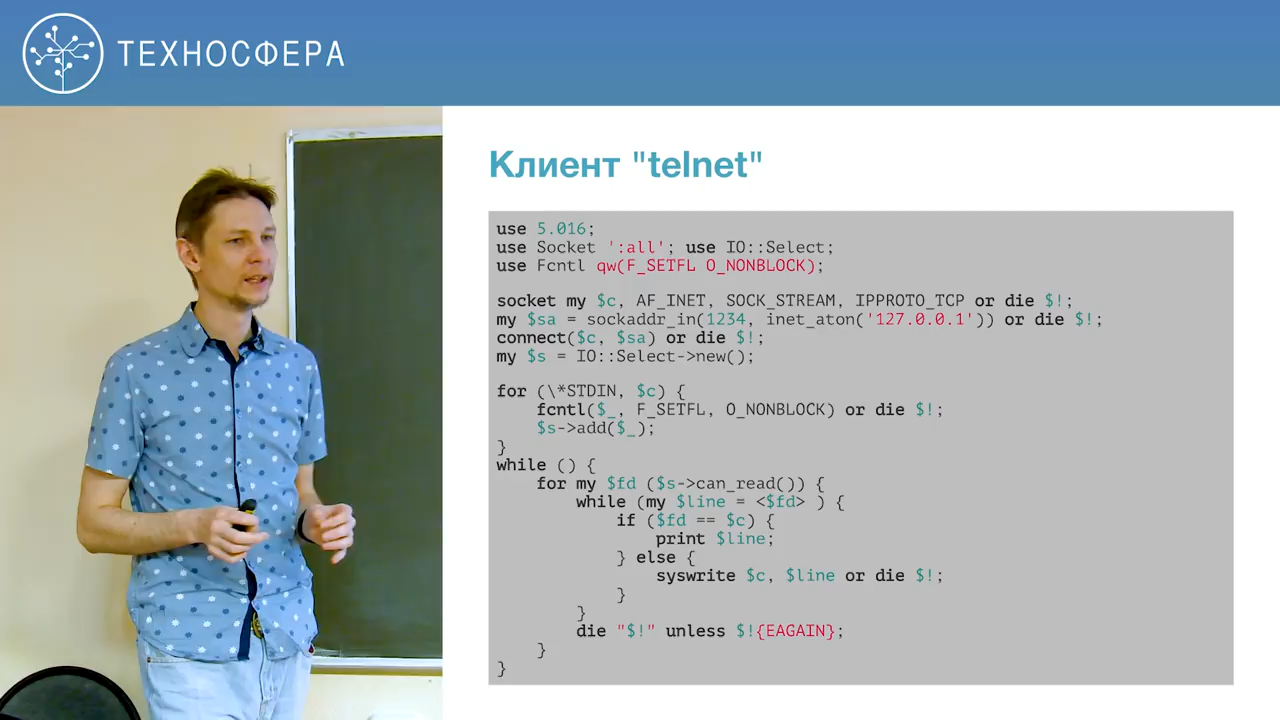 ТЕХНОСФЕРА
Клиент "telnet"
use 5.016;
use Socket ':all'; use IO::Select;
use Fcntl qw(F_SETFL O_NONBLOCK);
socket my $c, AF_INET, SOCK_STREAM, IPPROTO_TCP or die $!;
my $sa = sockaddr_in(1234, inet_aton('127.0.0.1')) or die $!;
connect($c, $sa) or die $!;
my $s = IO::Select->new();
for (\*STDIN, $c) {
    fcntl($_, F_SETFL, O_NONBLOCK) or die $!;
    $s->add($_);
}
while () {
    for my $fd ($s->can_read()) {
        while (my $line = <$fd> ) {
            if ($fd == $c) {
                print $line;
            } else {
                syswrite $c, $line or die $!;
            }
        }
        die "$!" unless $!{EAGAIN};
    }
}